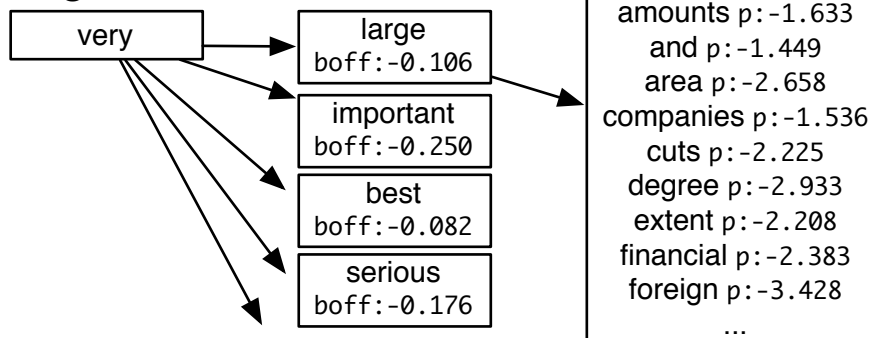 very
large
boff:-0.106
important
boff:-0.250
best
boff:-0.082
serious
boff:-0.176
amounts p:-1.633
and p:-1.449
area p:-2.658
companies p:-1.536
cuts p:-2.225
degree p:-2.933
extent p:-2.208
financial p:-2.383
foreign p:-3.428
...